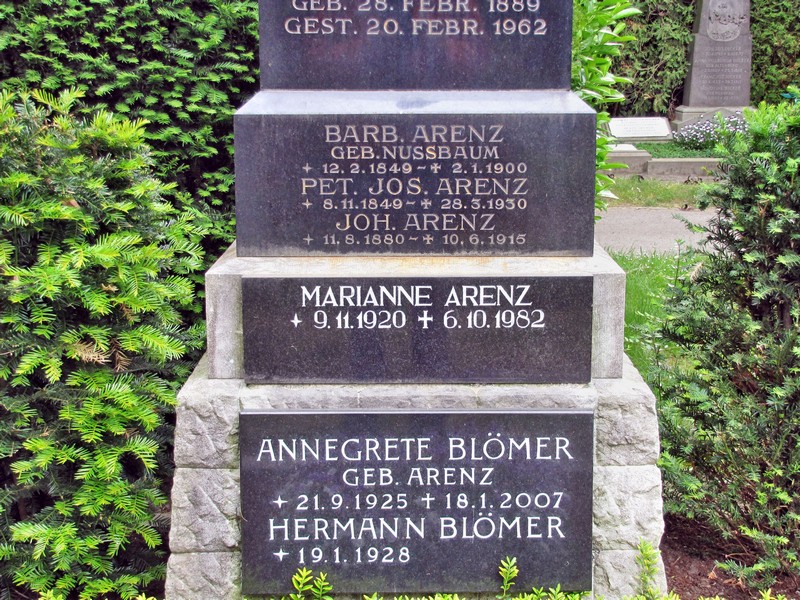 GEB. 28. FEBR. 1889
GEST. 20. FEBR. 1962
BARB. ARENZ
GEB. NUSSBAUM
✦ 12. 2. 1849 ~ ✝ 2. 1. 1900
PET. JOS. ARENZ
✦ 8. 11. 1849 ~ ✝ 28. 3. 1930
JOH. ARENZ
✦ 11. 8. 1880 ~ ✝ 10. 6. 1915
MARIANNE ARENZ
✦ 9. 11. 1920 ✝ 6. 10. 1982
ANNEGRETE BLÖMER
GEB. ARENZ
✦ 21. 9. 1925 ✝ 18. 1. 2007
HERMANN BLÖMER
✦ 19. 1. 1928